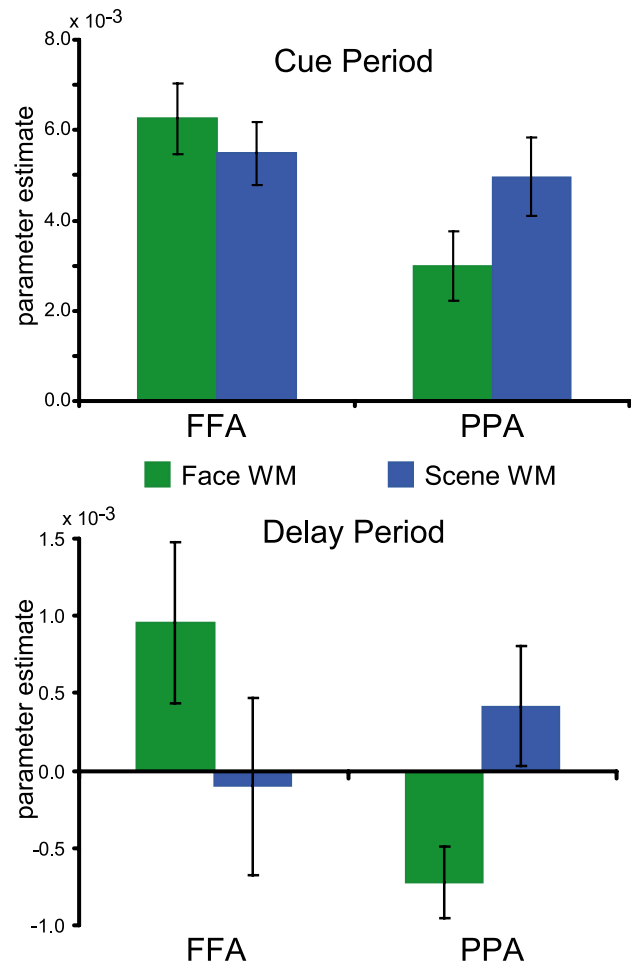 x 10-3
Cue Period
parameter estimate
8.0
6.0
4.0
2.0
0.0
FFA PPA
Face WM Scene WM
x 10-3
Delay Period
parameter estimate
1.5
1.0
0.5
0.0
-0.5
-1.0
FFA PPA